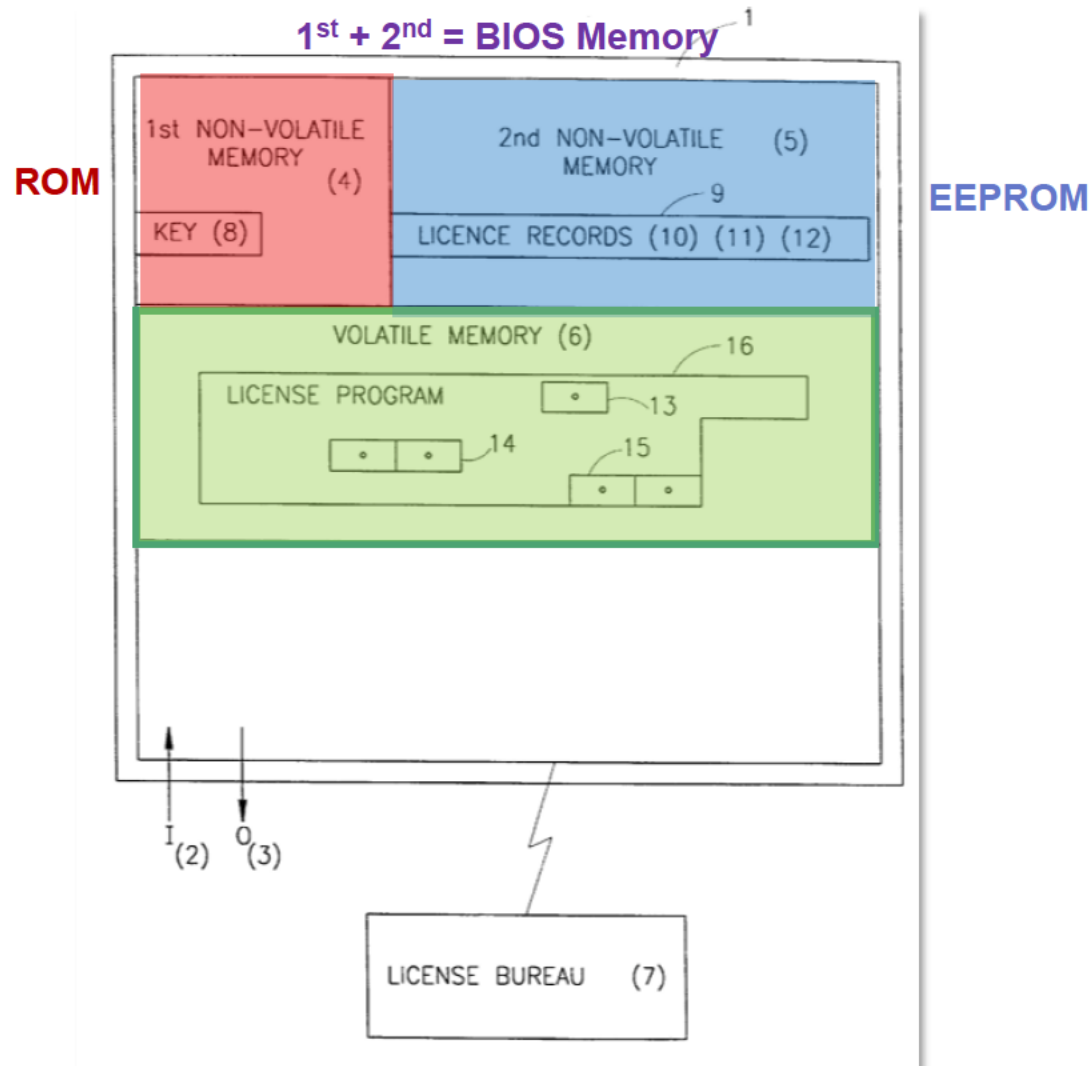 1st + 2nd = BIOS Memory
1
1st NON-VOLATILE
MEMORY
(4)
2nd NON-VOLATILE (5)
MEMORY
ROM
EEPROM
9
KEY (8)
LICENCE RECORDS (10) (11) (12)
VOLATILE MEMORY (6)
16
LICENSE PROGRAM
13
14
15
I
(2)
O
(3)
LICENSE BUREAU (7)